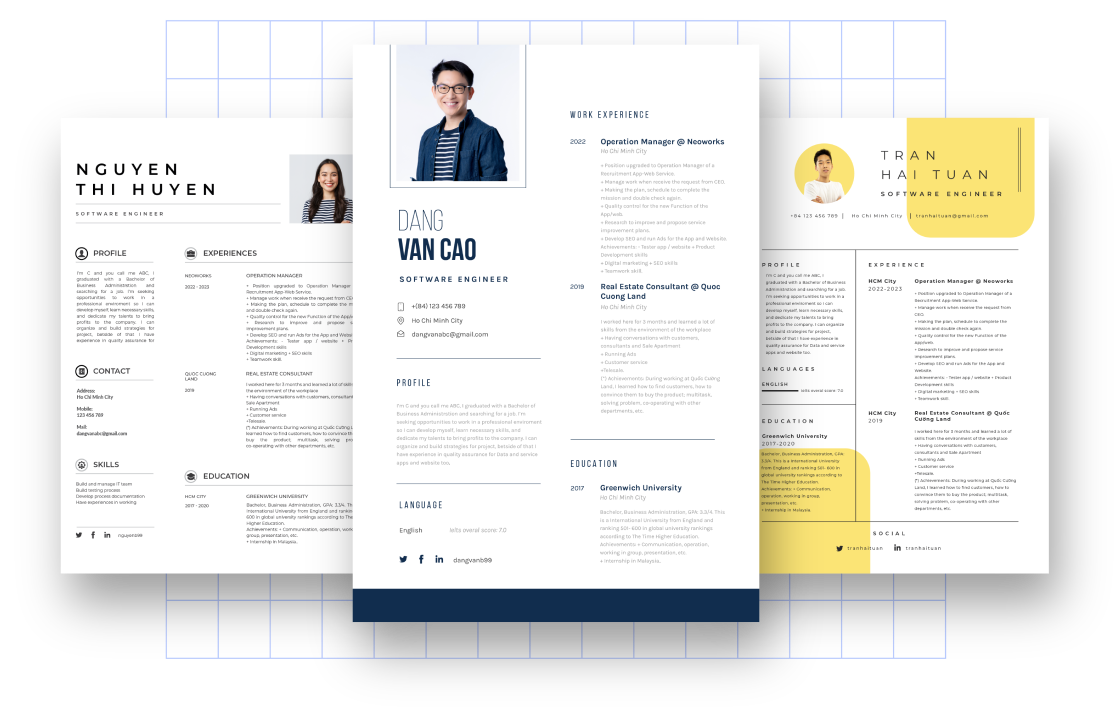 NGUYEN
THI HUYEN
SOFTWARE ENGINEER
PROFILE
I'm C and you call me ABC. I
graduated with a Bachelor of
Business Administration and
searching for a job. I'm seeking
opportunities to work in a
professional enviroment so I can
develop myself, learn necessary skills,
and dedicate my talents to bring
profits to the company. I can
organize and build strategies for
project, beisde of that I have
experience in quality assurance for
CONTACT
Address:
Ho Chi Minh City
Mobile:
123 456 789
Mail:
dangvanabc@gmail.com
SKILLS
Build and manage IT team
Build testing process
Develop process documentation
Have experiences in working
nguyenb99
EXPERIENCES
NEOWORKS
2022 - 2023
OPERATION MANAGER
+ Position upgraded to Operation Manager
Recruitment App-Web Service.
+ Manage work when receive the request from CE
+ Making the plan, schedule to complete the
and double check again.
+ Quality control for the new Function of the App/
+ Research to improve and propose
improvement plans.
+ Develop SEO and run Ads for the App and Webs
Achievements: - Tester app / website +
Development skills
+ Digital marketing + SEO skills
+ Teamwork skill.
QUOC CUONG
LAND
2019
REAL ESTATE CONSULTANT
I worked here for 3 months and learned a lot of skills
the environment of the workplace
+ Having conversations with customers, consultan
Sale Apartment
+ Running Ads
+ Customer service
+Telesale.
(*) Achievements: During working at Quốc Cường
learned how to find customers, how to convince th
buy the product, multitask, solving
co-operating with other departments, etc.
EDUCATION
HCM CITY
2017 - 2020
GREENWICH UNIVERSITY
Bachelor, Business Administration, GPA: 3.3/4. Th
International University from England and ranking
600 in global university rankings according to The
Higher Education.
Achievements: + Communication, operation, work
group, presentation, etc.
+ Internship in Malaysia.
DANG
VAN CAO
SOFTWARE ENGINEER
+(84) 123 456 789
Ho Chi Minh City
dangvanabc@gmail.com
PROFILE
I'm C and you call me ABC. I graduated with a Bachelor of
Business Administration and searching for a job. I'm
seeking opportunities to work in a professional enviroment
so I can develop myself, learn necessary skills, and
dedicate my talents to bring profits to the company. I can
organize and build strategies for project, beisde of that I have
experience in quality assurance for Data and service
apps and website too.
LANGUAGE
English ielts overal score: 7.0
dangvanb99
WORK EXPERIENCE
2022
Operation Manager @ Neoworks
Ho Chi Minh City
+ Position upgraded to Operation Manager of a
Recruitment App-Web Service.
+ Manage work when receive the request from CEO.
+ Making the plan, schedule to complete the
mission and double check again.
+ Quality control for the new Function of the
App/web.
+ Research to improve and propose service
improvement plans.
+ Develop SEO and run Ads for the App and Website.
Achievements: - Tester app / website + Product
Development skills
+ Digital marketing + SEO skills
+ Teamwork skill.
2019
Real Estate Consultant @ Quoc
Cuong Land
Ho Chi Minh City
I worked here for 3 months and learned a lot of
skills from the environment of the workplace
+ Having conversations with customers,
consultants and Sale Apartment
+ Running Ads
+ Customer service
+Telesale.
(*) Achievements: During working at Quốc Cường
Land, I learned how to find customers, how to
convince them to buy the product, multitask,
solving problem, co-operating with other
departments, etc.
EDUCATION
2017
Greenwich University
Ho Chi Minh City
Bachelor, Business Administration, GPA: 3.3/4. This
is a International University from England and
ranking 501- 600 in global university rankings
according to The Time Higher Education.
Achievements: + Communication, operation,
working in group, presentation, etc.
+ Internship in Malaysia.
TRAN
HAI TUAN
SOFTWARE ENGINEER
+84 123 456 789 | Ho Chi Minh City | tranhaituan@gmail.com
PROFILE
I'm C and you call me ABC. I
graduated with a Bachelor of Business
Administration and searching for a job.
I'm seeking opportunities to work in a
professional enviroment so I can
develop myself, learn necessary skills,
and dedicate my talents to bring
profits to the company. I can organize
and build strategies for project,
beisde of that I have experience in
quality assurance for Data and service
apps and website too.
LANGUAGES
ENGLISH
ielts overall score: 7.0
EDUCATION
Greenwich University
2017-2020
Bachelor, Business Administration, GPA:
3.3/4. This is a International university
from England and ranking 501- 600 in
global university rankings according to
The Time Higher Education.
Achievements: + Communication,
operation, working in group,
presentation, etc.
+ Internship in Malaysia.
EXPERIENCE
HCM City
2022-2023
Operation Manager @ Neoworks
+ Position upgraded to Operation Manager of a
Recruitment App-Web Service.
+ Manage work when receive the request from
CEO.
+ Making the plan, schedule to complete the
mission and double check again.
+ Quality control for the new Function of the
App/web.
+ Research to improve and propose service
improvement plans.
+ Develop SEO and run Ads for the App and
Website.
Achievements: - Tester app / website + Product
Development skills
+ Digital marketing + SEO skills
+ Teamwork skill.
HCM City
2019
Real Estate Consultant @ Quốc
Cường Land
I worked here for 3 months and learned a lot of
skills from the environment of the workplace
+ Having conversations with customers,
consultants and Sale Apartment
+ Running Ads
+ Customer service
+Telesale.
(*) Achievements: During working at Quốc Cường
Land, I learned how to find customers, how to
convince them to buy the product, multitask,
solving problem, co-operating with other
departments, etc.
SOCIAL
tranhaituan tranhaituan